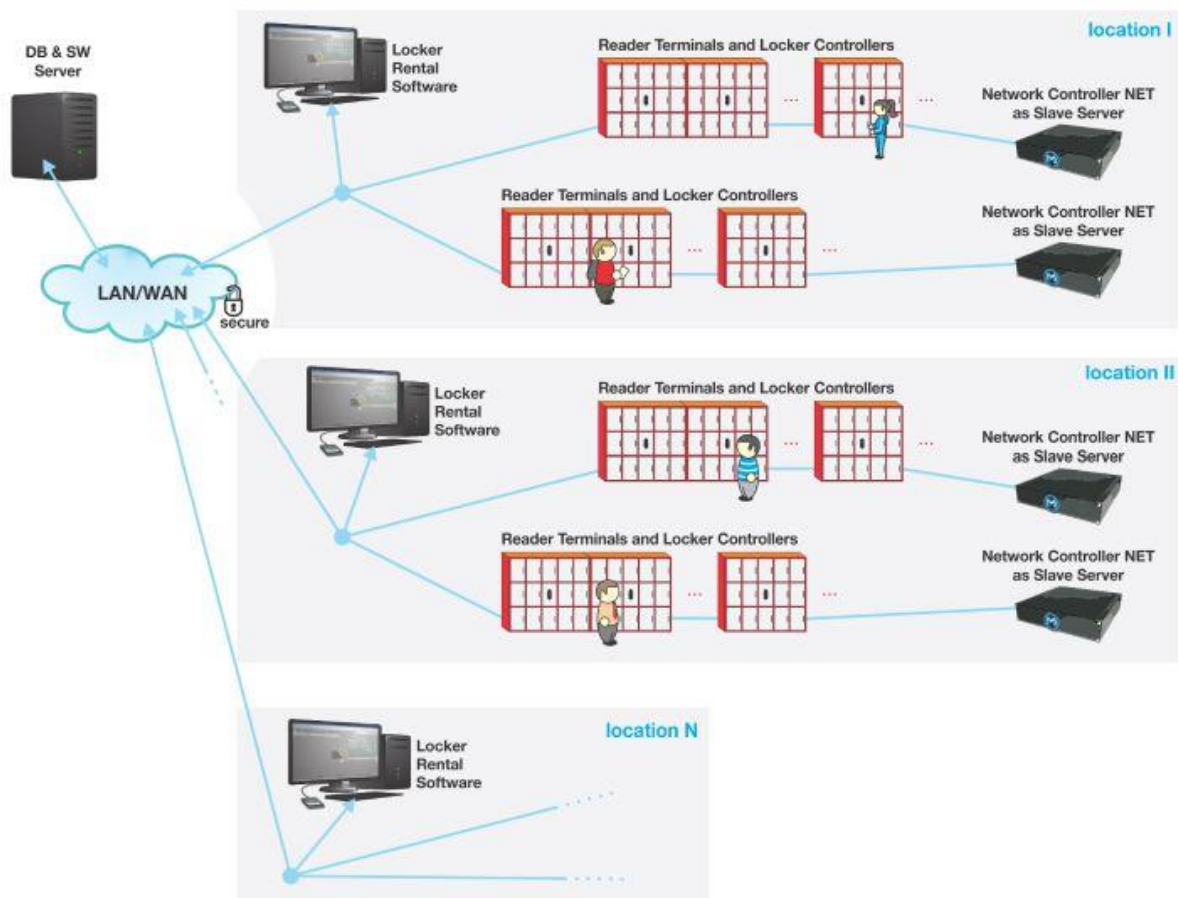 location I
DB & SW
Server
Locker
Rental
Software
Reader Terminals and Locker Controllers
Network Controller NET
as Slave Server
Reader Terminals and Locker Controllers
Network Controller NET
as Slave Server
LAN/WAN
secure
location II
Locker
Rental
Software
Reader Terminals and Locker Controllers
Network Controller NET
as Slave Server
Reader Terminals and Locker Controllers
Network Controller NET
as Slave Server
location N
Locker
Rental
Software